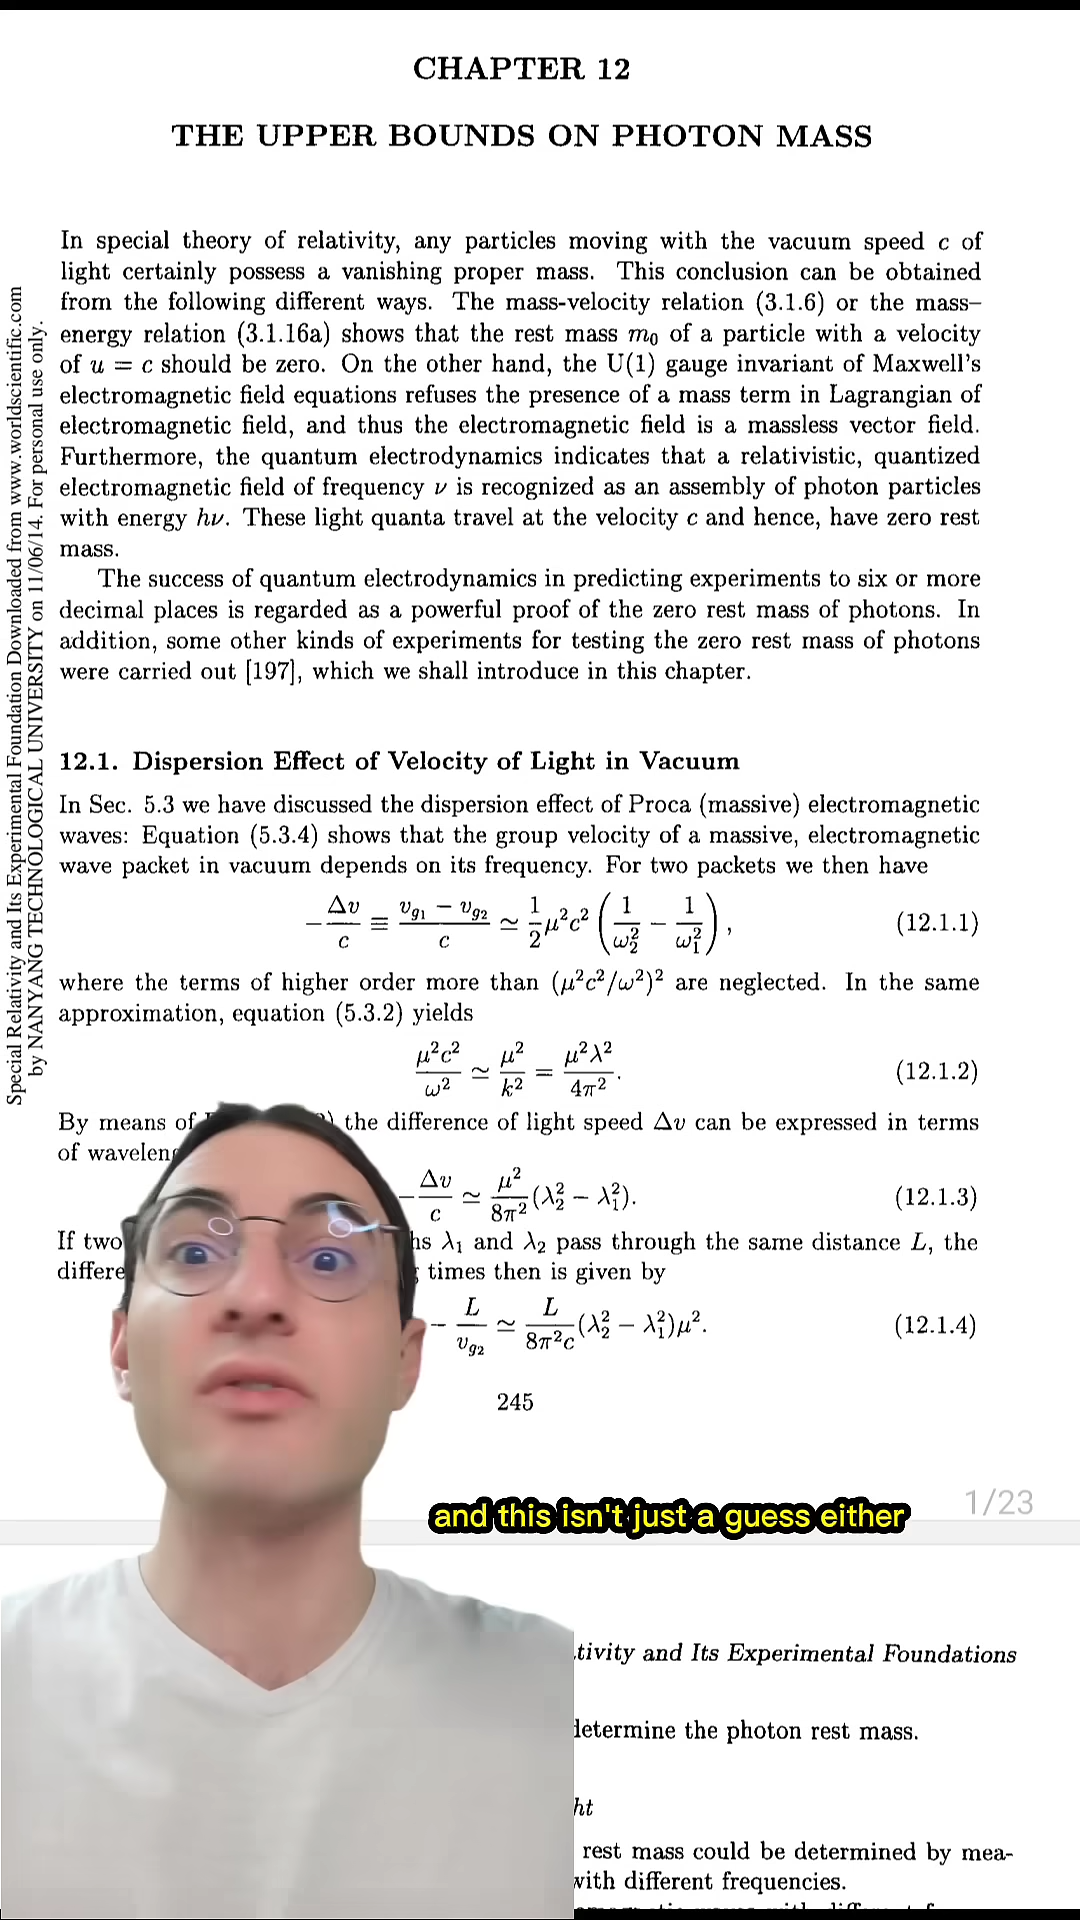 CHAPTER 12
THE UPPER BOUNDS ON PHOTON MASS
In special theory of relativity, any particles moving with the vacuum speed c of
light certainly possess a vanishing proper mass. This conclusion can be obtained
from the following different ways. The mass-velocity relation (3.1.6) or the mass–
energy relation (3.1.16a) shows that the rest mass m₀ of a particle with a velocity
of u = c should be zero. On the other hand, the U(1) gauge invariant of Maxwell's
electromagnetic field equations refuses the presence of a mass term in Lagrangian of
electromagnetic field, and thus the electromagnetic field is a massless vector field.
Furthermore, the quantum electrodynamics indicates that a relativistic, quantized
electromagnetic field of frequency ν is recognized as an assembly of photon particles
with energy hν. These light quanta travel at the velocity c and hence, have zero rest
mass.
The success of quantum electrodynamics in predicting experiments to six or more
decimal places is regarded as a powerful proof of the zero rest mass of photons. In
addition, some other kinds of experiments for testing the zero rest mass of photons
were carried out [197], which we shall introduce in this chapter.
12.1. Dispersion Effect of Velocity of Light in Vacuum
In Sec. 5.3 we have discussed the dispersion effect of Proca (massive) electromagnetic
waves: Equation (5.3.4) shows that the group velocity of a massive, electromagnetic
wave packet in vacuum depends on its frequency. For two packets we then have
−Δv/c ≡ (v_g1 − v_g2)/c ≃ 1/2 μ²c² (1/ω₂² − 1/ω₁²), (12.1.1)
where the terms of higher order more than (μ²c²/ω²)² are neglected. In the same
approximation, equation (5.3.2) yields
μ²c²/ω² ≃ μ²/k² = μ²λ²/4π². (12.1.2)
By means of the difference of light speed Δv can be expressed in terms
of
−Δv/c ≃ μ²/8π² (λ₂² − λ₁²). (12.1.3)
If two λ₁ and λ₂ pass through the same distance L, the
times then is given by
− L/v_g2 ≃ L/8π²c (λ₂² − λ₁²)μ². (12.1.4)
245
1/23
and this isn't just a guess either
and Its Experimental Foundations
determine the photon rest mass.
rest mass could be determined by mea-
with different frequencies.
Special Relativity and Its Experimental Foundation Downloaded from www.worldscientific.com
by NANYANG TECHNOLOGICAL UNIVERSITY on 11/06/14. For personal use only.